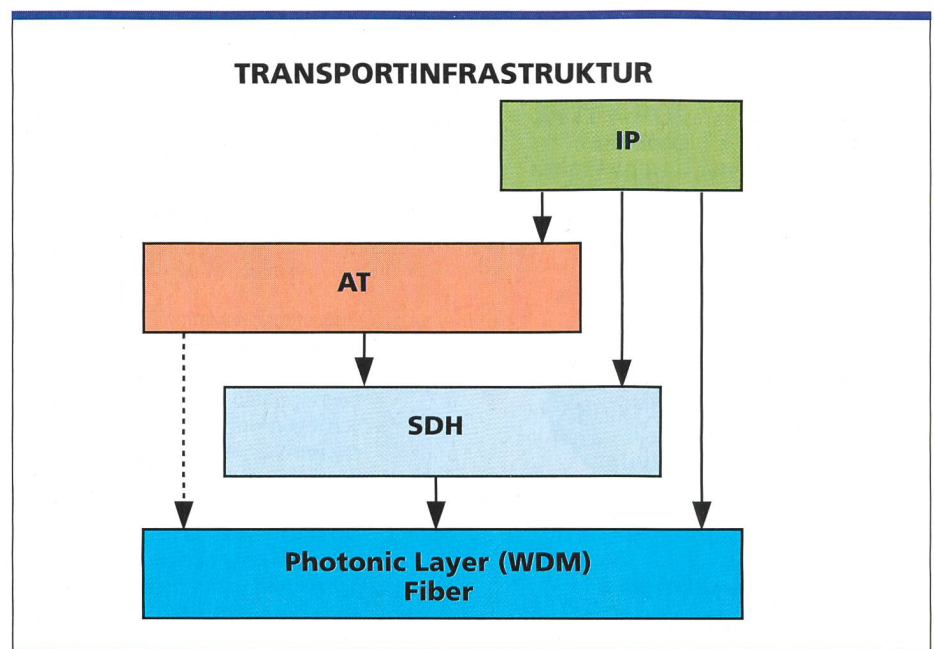 TRANSPORTINFRASTRUKTUR
IP
AT
SDH
Photonic Layer (WDM)
Fiber